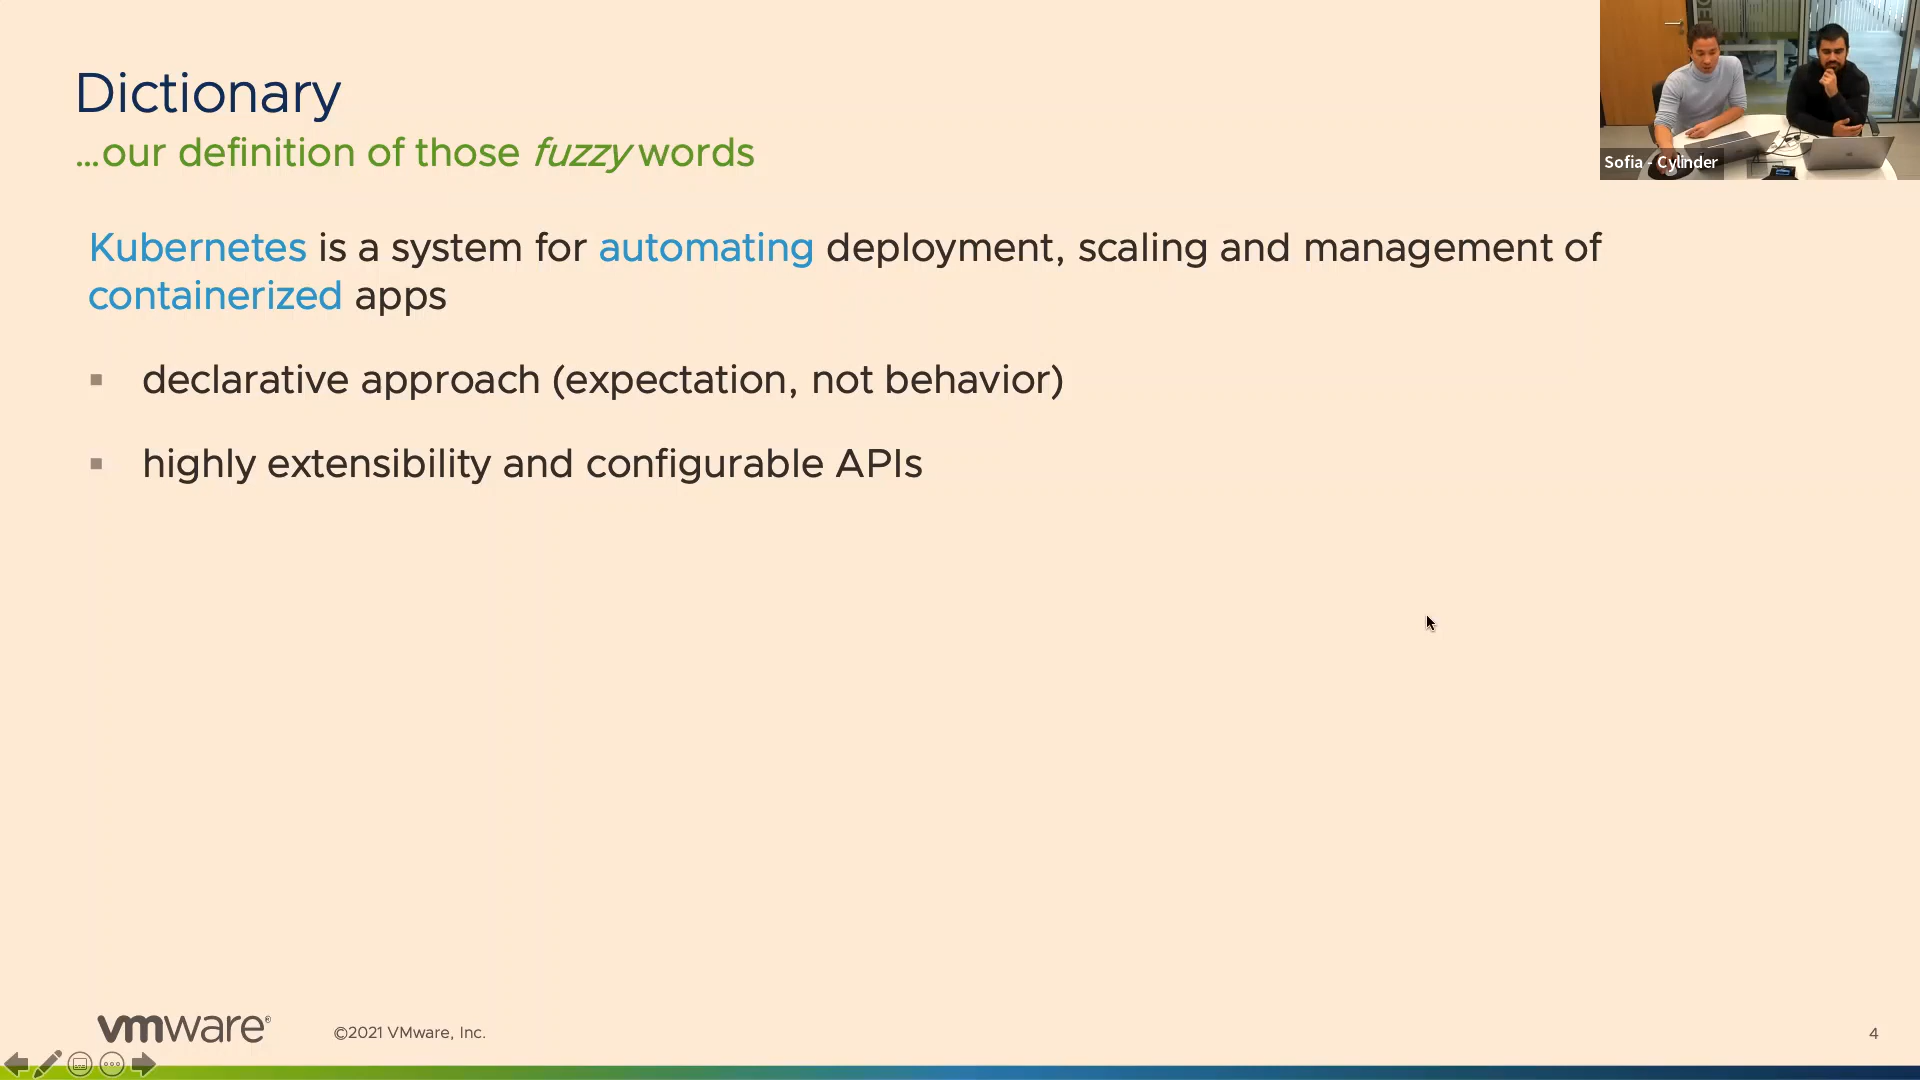 Dictionary
...our definition of those fuzzy words
Kubernetes is a system for automating deployment, scaling and management of
containerized apps
▪ declarative approach (expectation, not behavior)
▪ highly extensibility and configurable APIs
Sofia - Cylinder
vmware®
©2021 VMware, Inc.
4